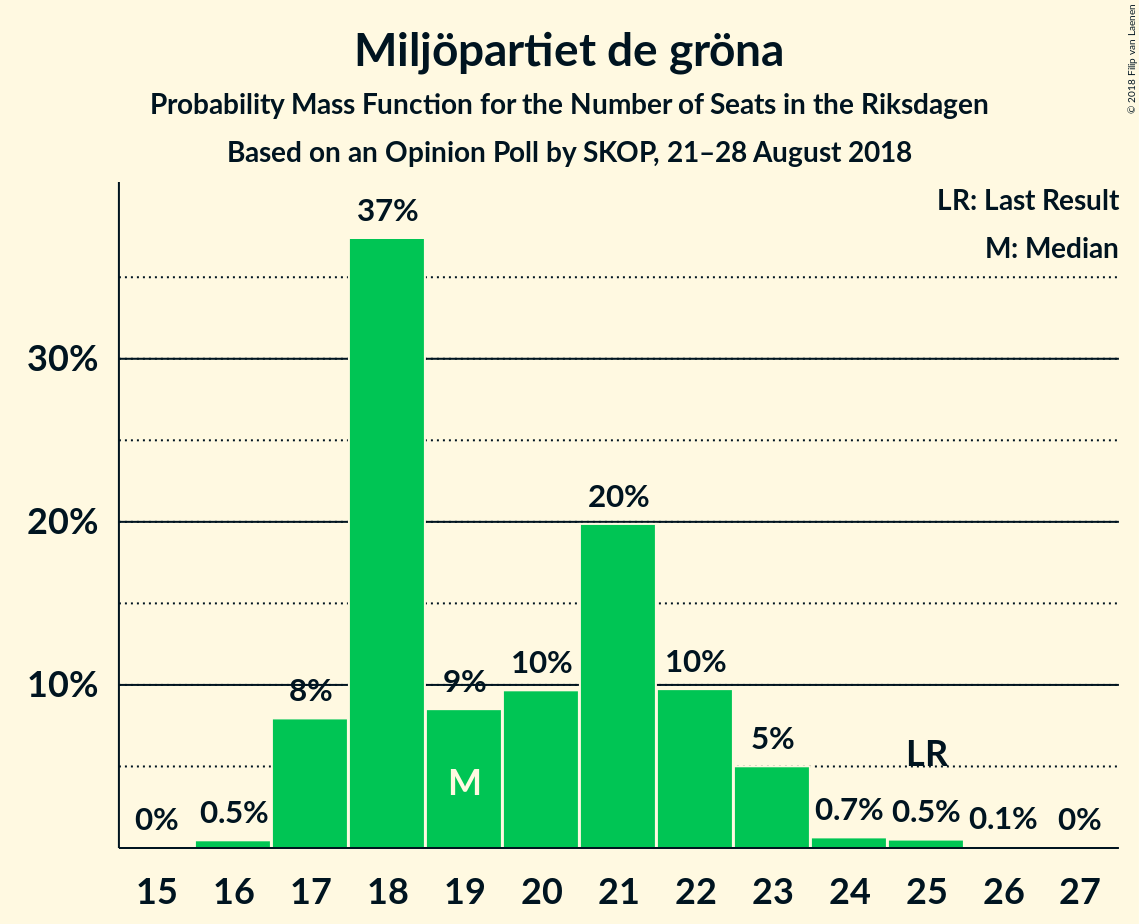 Miljöpartiet de gröna
Probability Mass Function for the Number of Seats in the Riksdagen
Based on an Opinion Poll by SKOP, 21–28 August 2018
© 2018 Filip van Laenen
LR: Last Result
M: Median
30%
20%
10%
0%
0.5%
8%
37%
9%
10%
20%
10%
5%
0.7%
0.5%
0.1%
0%
M
LR
15 16 17 18 19 20 21 22 23 24 25 26 27